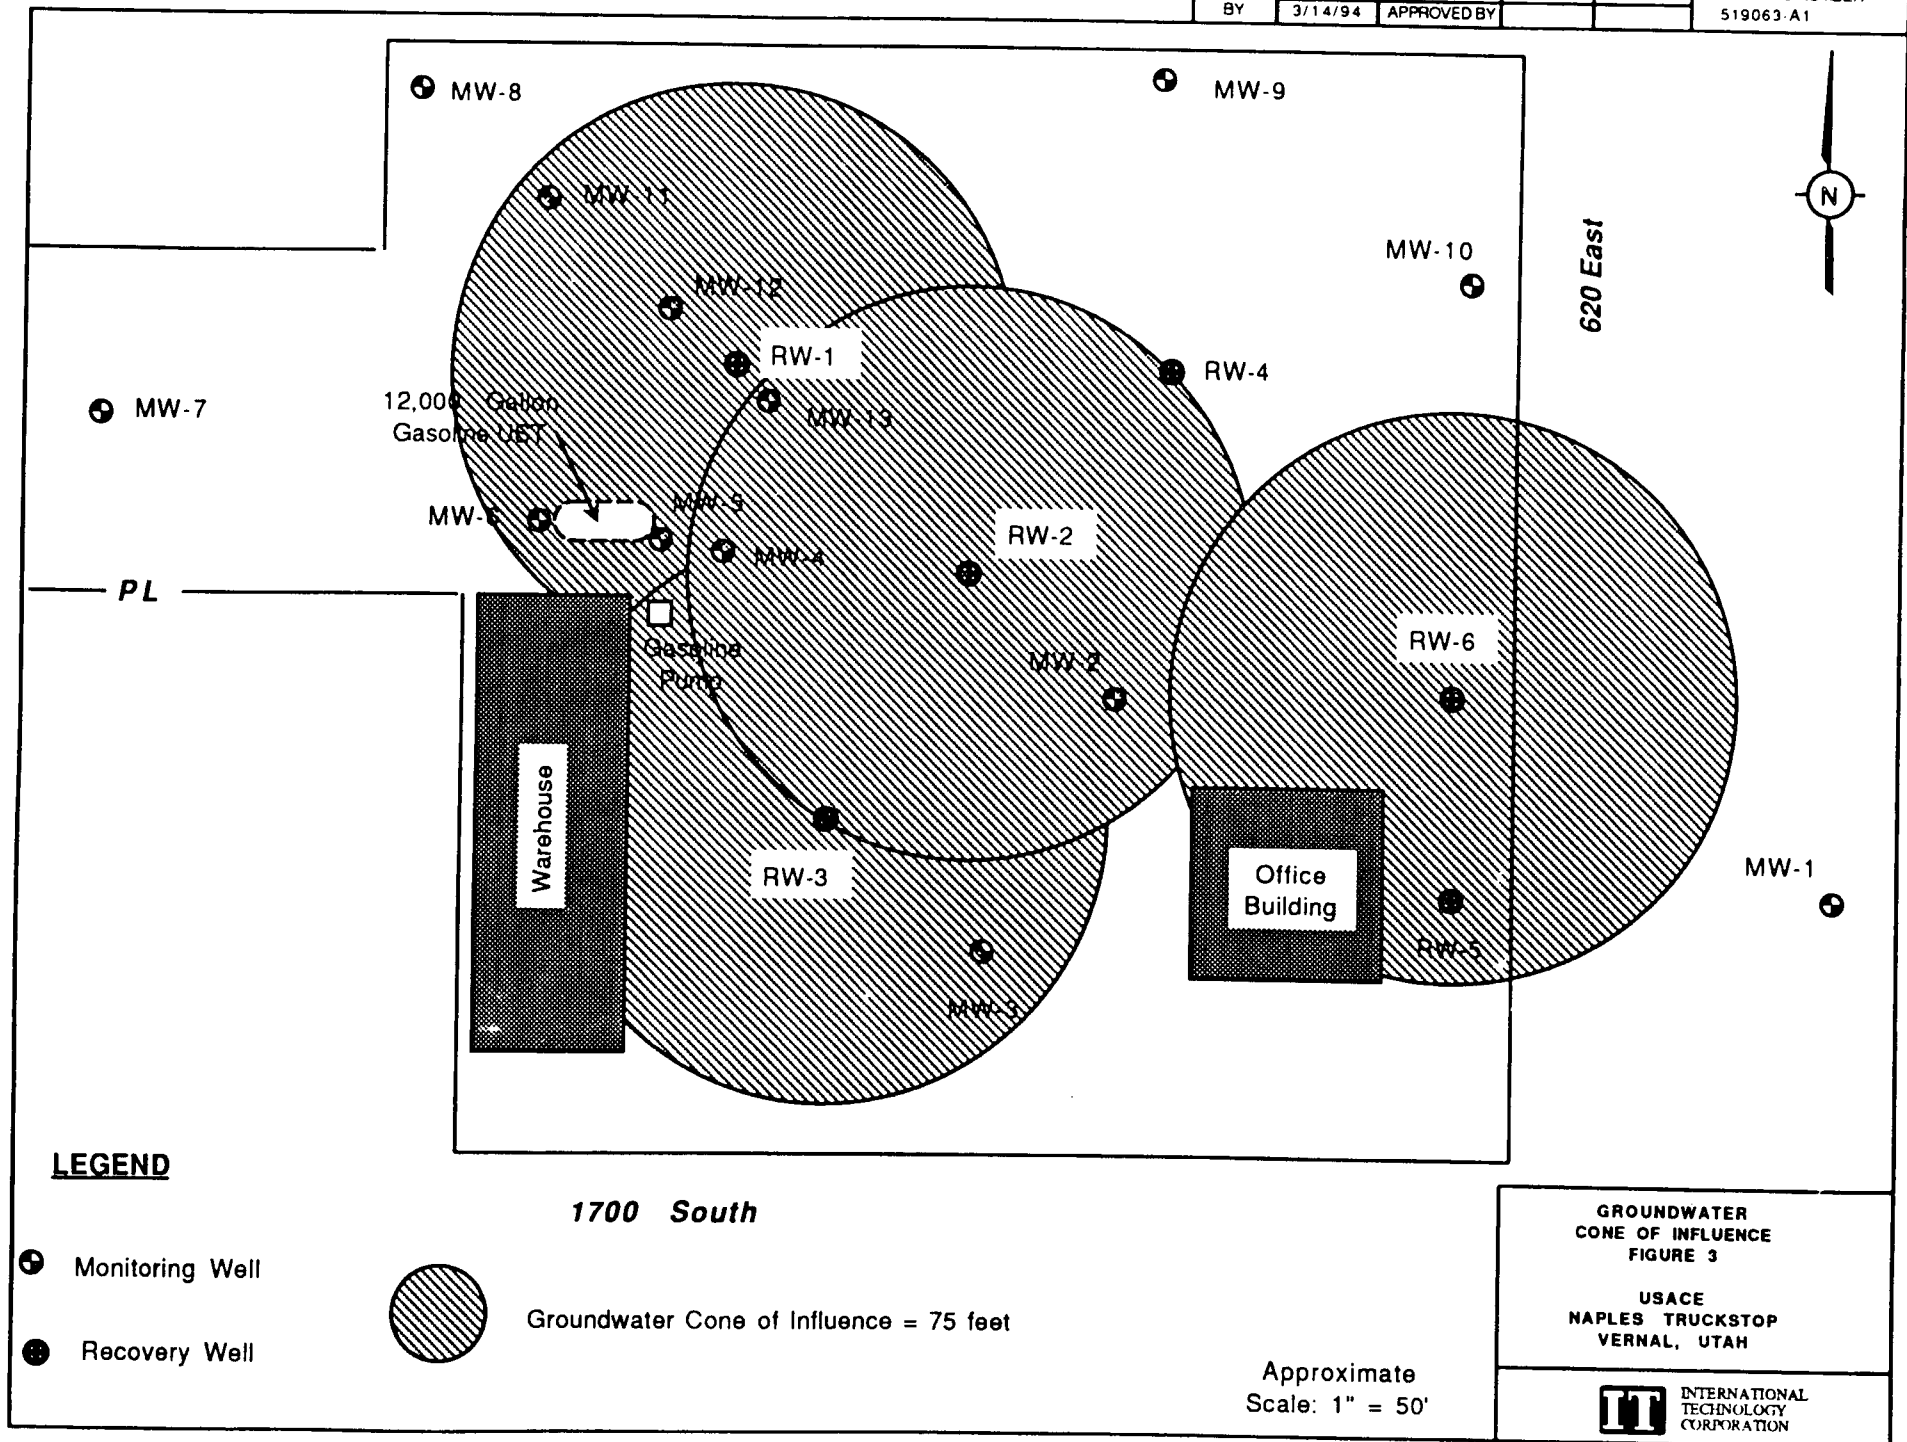 BY 3/14/94 APPROVED BY
519063-A1
MW-8
MW-9
MW-11
MW-10
620 East
N
MW-12
RW-1
RW-4
MW-7
12,000 Gallon
Gasoline UST
MW-13
MW-6
MW-5
MW-4
RW-2
PL
Gasoline
Pump
MW-2
RW-6
Warehouse
RW-3
Office
Building
MW-1
RW-5
MW-3
LEGEND
1700 South
Monitoring Well
Recovery Well
Groundwater Cone of Influence = 75 feet
Approximate
Scale: 1" = 50'
GROUNDWATER
CONE OF INFLUENCE
FIGURE 3
USACE
NAPLES TRUCKSTOP
VERNAL, UTAH
IT
INTERNATIONAL
TECHNOLOGY
CORPORATION